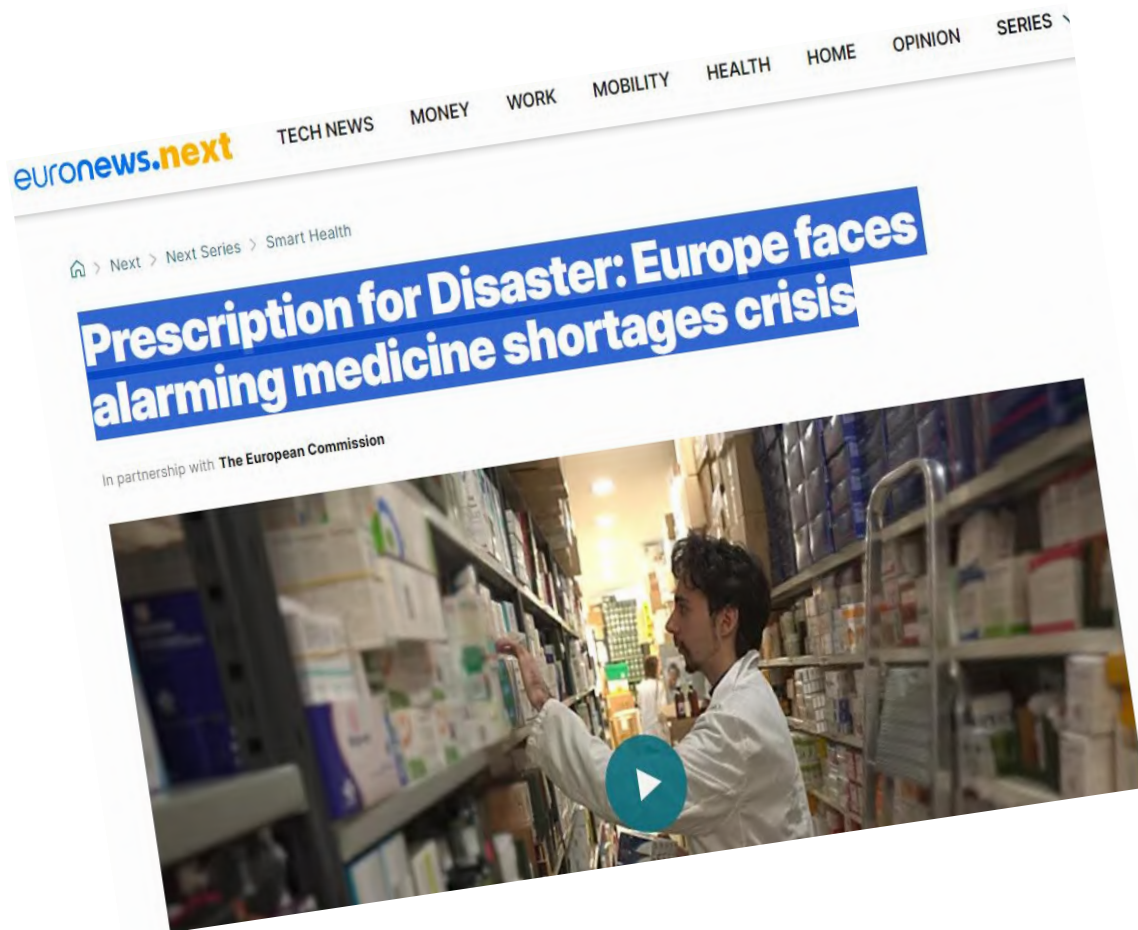 euronews.next
TECH NEWS MONEY WORK MOBILITY HEALTH HOME OPINION SERIES
Next > Next Series > Smart Health
Prescription for Disaster: Europe faces
alarming medicine shortages crisis
In partnership with The European Commission